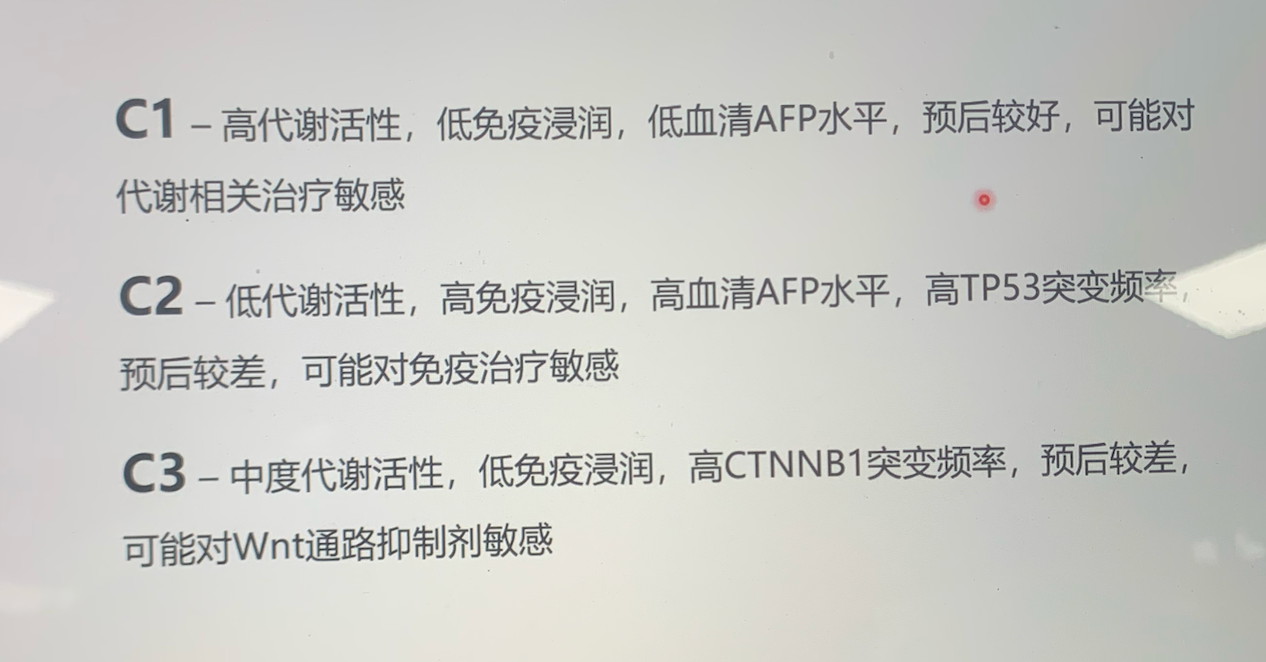 C1 – 高代谢活性，低免疫浸润，低血清AFP水平，预后较好，可能对
代谢相关治疗敏感
C2 – 低代谢活性，高免疫浸润，高血清AFP水平，高TP53突变频率，
预后较差，可能对免疫治疗敏感
C3 – 中度代谢活性，低免疫浸润，高CTNNB1突变频率，预后较差，
可能对Wnt通路抑制剂敏感